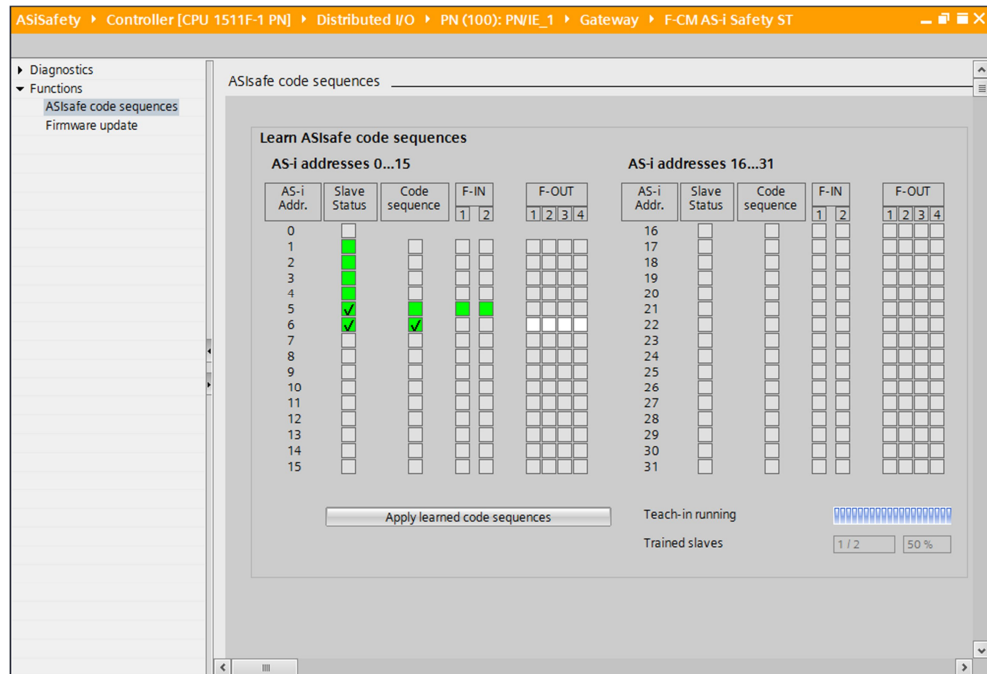 ASiSafety ▸ Controller [CPU 1511F-1 PN] ▸ Distributed I/O ▸ PN (100): PN/IE_1 ▸ Gateway ▸ F-CM AS-i Safety ST
Diagnostics
Functions
ASIsafe code sequences
Firmware update
ASIsafe code sequences
Learn ASIsafe code sequences
AS-i addresses 0...15
AS-i Addr. Slave Status Code sequence F-IN F-OUT
1 2 1 2 3 4
0
1
2
3
4
5
6
7
8
9
10
11
12
13
14
15
AS-i addresses 16...31
AS-i Addr. Slave Status Code sequence F-IN F-OUT
1 2 1 2 3 4
16
17
18
19
20
21
22
23
24
25
26
27
28
29
30
31
Apply learned code sequences
Teach-in running
Trained slaves 1 / 2 50 %